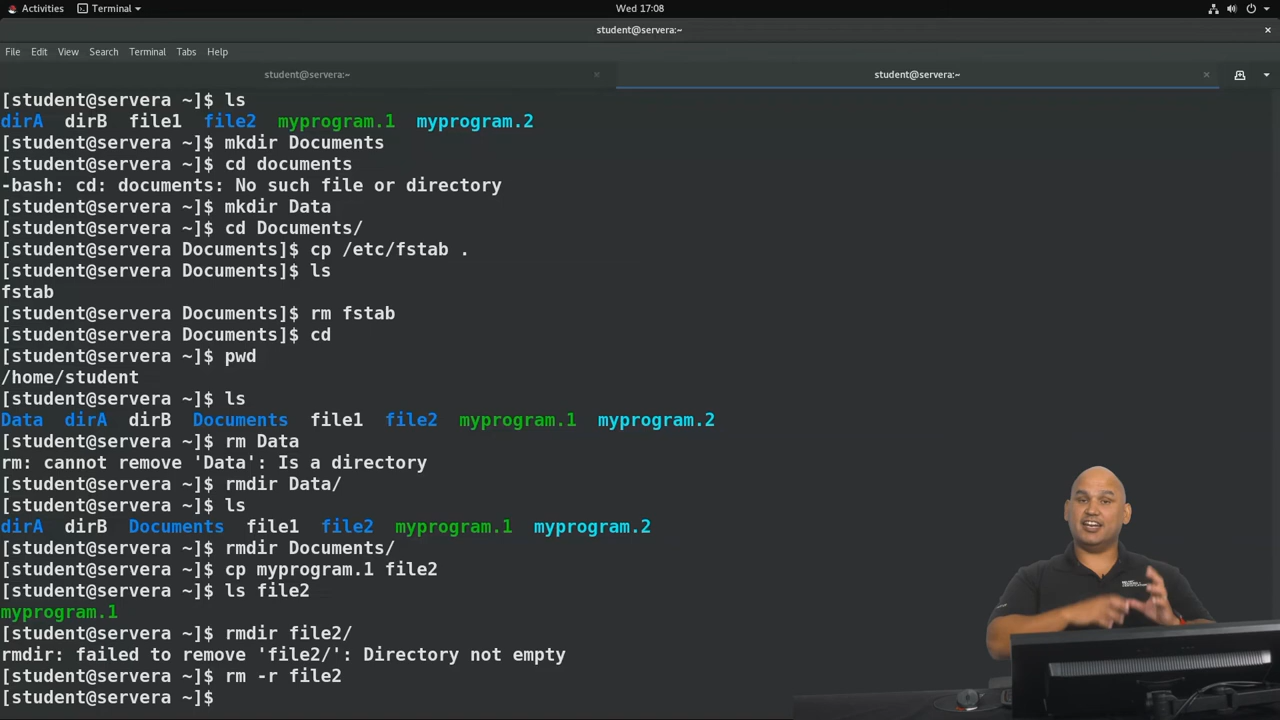 Activities Terminal Wed 17:08
student@servera:~
File Edit View Search Terminal Tabs Help
student@servera:~ student@servera:~
[student@servera ~]$ ls
dirA dirB file1 file2 myprogram.1 myprogram.2
[student@servera ~]$ mkdir Documents
[student@servera ~]$ cd documents
-bash: cd: documents: No such file or directory
[student@servera ~]$ mkdir Data
[student@servera ~]$ cd Documents/
[student@servera Documents]$ cp /etc/fstab .
[student@servera Documents]$ ls
fstab
[student@servera Documents]$ rm fstab
[student@servera Documents]$ cd
[student@servera ~]$ pwd
/home/student
[student@servera ~]$ ls
Data dirA dirB Documents file1 file2 myprogram.1 myprogram.2
[student@servera ~]$ rm Data
rm: cannot remove 'Data': Is a directory
[student@servera ~]$ rmdir Data/
[student@servera ~]$ ls
dirA dirB Documents file1 file2 myprogram.1 myprogram.2
[student@servera ~]$ rmdir Documents/
[student@servera ~]$ cp myprogram.1 file2
[student@servera ~]$ ls file2
myprogram.1
[student@servera ~]$ rmdir file2/
rmdir: failed to remove 'file2/': Directory not empty
[student@servera ~]$ rm -r file2
[student@servera ~]$